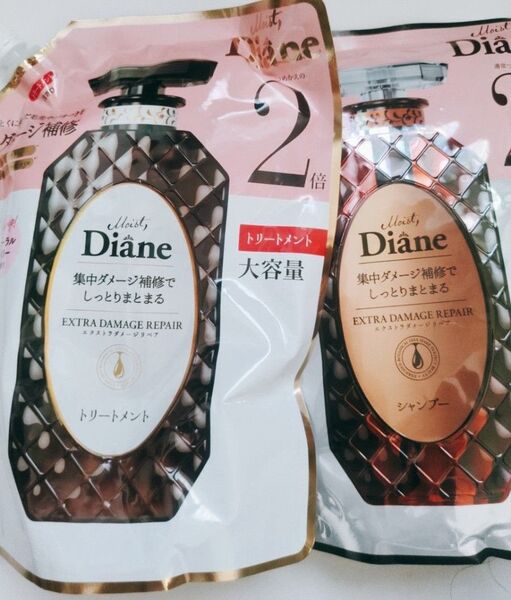 Moist,
Diane
2倍
トリートメント
大容量
ダメージ補修
Moist,
Diane
集中ダメージ補修で
しっとりまとまる
EXTRA DAMAGE REPAIR
エクストラダメージリペア
トリートメント
Moist,
Diane
集中ダメージ補修で
しっとりまとまる
EXTRA DAMAGE REPAIR
エクストラダメージリペア
シャンプー